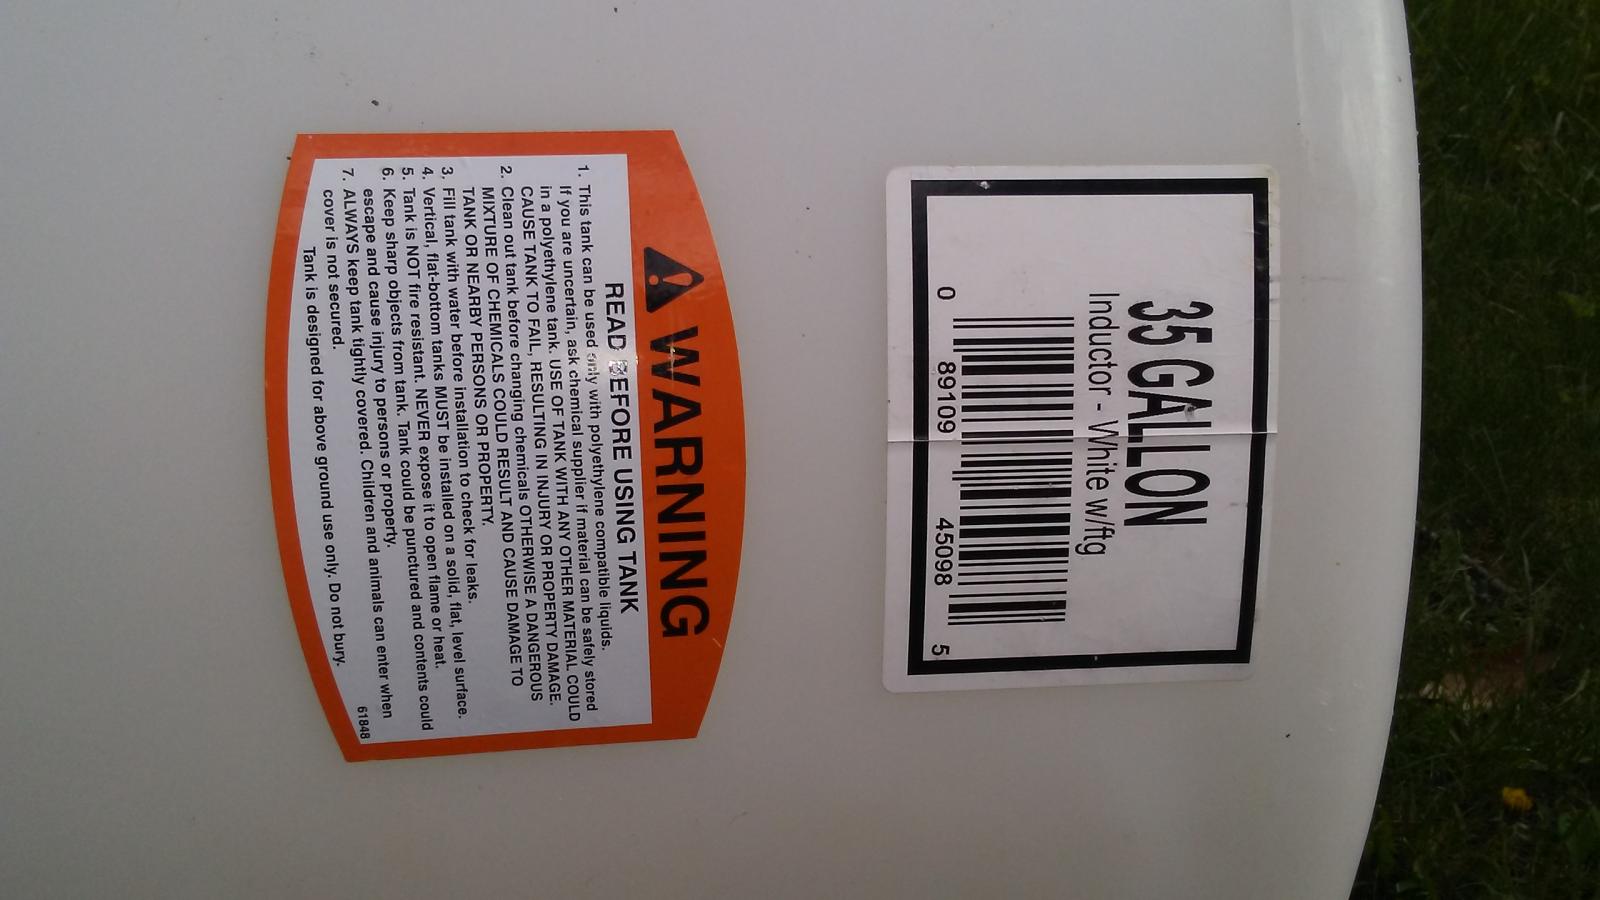 35 GALLON
Inductor - White w/ftg
0 89109 45098 5
WARNING
READ BEFORE USING TANK
1. This tank can be used only with polyethylene compatible liquids.
If you are uncertain, ask chemical supplier if material can be safely stored
in a polyethylene tank. USE OF TANK WITH ANY OTHER MATERIAL COULD
CAUSE TANK TO FAIL, RESULTING IN INJURY OR PROPERTY DAMAGE.
2. Clean out tank before changing chemicals OTHERWISE A DANGEROUS
MIXTURE OF CHEMICALS COULD RESULT AND CAUSE DAMAGE TO
TANK OR NEARBY PERSONS OR PROPERTY.
3. Fill tank with water before installation to check for leaks.
4. Vertical, flat-bottom tanks MUST be installed on a solid, flat, level surface.
5. Tank is NOT fire resistant. NEVER expose it to open flame or heat.
6. Keep sharp objects from tank. Tank could be punctured and contents could
escape and cause injury to persons or property.
7. ALWAYS keep tank tightly covered. Children and animals can enter when
cover is not secured.
Tank is designed for above ground use only. Do not bury.
61848